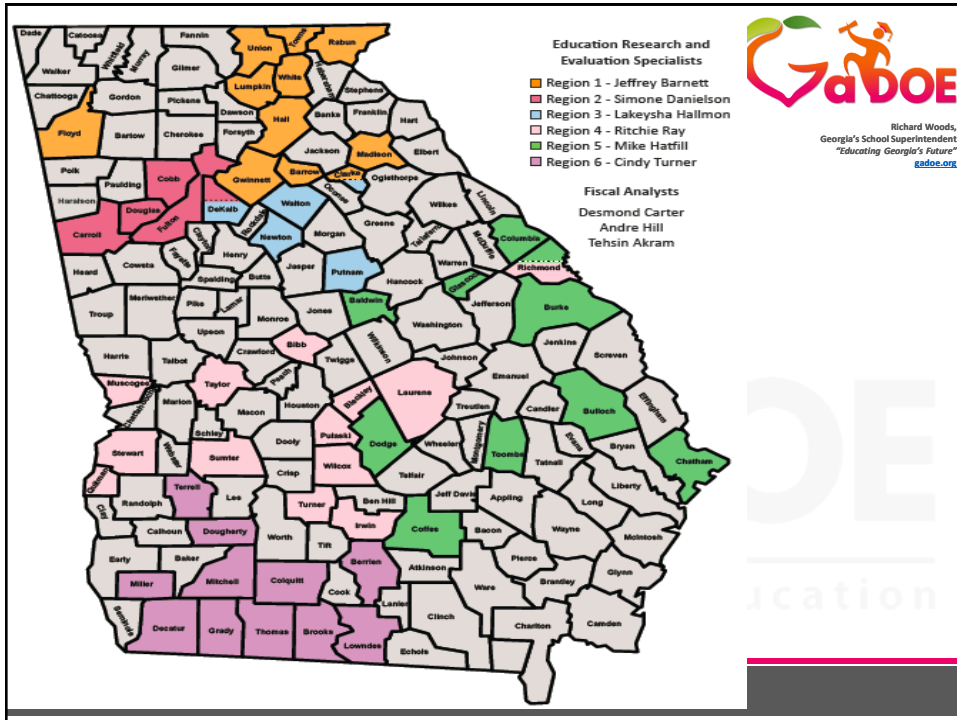 Education Research and
Evaluation Specialists
Region 1 - Jeffrey Barnett
Region 2 - Simone Danielson
Region 3 - Lakeysha Hallmon
Region 4 - Ritchie Ray
Region 5 - Mike Hatfill
Region 6 - Cindy Turner
Fiscal Analysts
Desmond Carter
Andre Hill
Tehsin Akram
GaDOE
Richard Woods,
Georgia's School Superintendent
"Educating Georgia's Future"
gadoe.org
Dade
Catoosa
Whitfield
Murray
Fannin
Union
Towns
Rabun
Walker
Gilmer
Lumpkin
White
Habersham
Stephens
Chattooga
Gordon
Pickens
Dawson
Hall
Banks
Franklin
Hart
Floyd
Bartow
Cherokee
Forsyth
Jackson
Madison
Elbert
Polk
Paulding
Cobb
Gwinnett
Barrow
Clarke
Oconee
Oglethorpe
Haralson
Douglas
Fulton
DeKalb
Rockdale
Walton
Morgan
Greene
Taliaferro
Wilkes
Lincoln
Carroll
Fayette
Clayton
Henry
Newton
McDuffie
Columbia
Heard
Coweta
Spalding
Butts
Jasper
Putnam
Hancock
Warren
Glascock
Richmond
Troup
Meriwether
Pike
Lamar
Monroe
Jones
Baldwin
Washington
Jefferson
Burke
Upson
Crawford
Bibb
Twiggs
Wilkinson
Johnson
Jenkins
Screven
Harris
Talbot
Taylor
Peach
Houston
Bleckley
Laurens
Emanuel
Muscogee
Chattahoochee
Marion
Macon
Treutlen
Candler
Bulloch
Effingham
Stewart
Webster
Schley
Sumter
Dooly
Pulaski
Dodge
Wheeler
Montgomery
Toombs
Tattnall
Evans
Bryan
Chatham
Quitman
Randolph
Terrell
Lee
Crisp
Wilcox
Telfair
Liberty
Clay
Calhoun
Dougherty
Worth
Turner
Ben Hill
Irwin
Jeff Davis
Coffee
Appling
Bacon
Long
Wayne
McIntosh
Early
Baker
Mitchell
Tift
Berrien
Atkinson
Pierce
Glynn
Miller
Colquitt
Cook
Lanier
Ware
Brantley
Seminole
Decatur
Grady
Thomas
Brooks
Lowndes
Echols
Clinch
Charlton
Camden
OE
ucation